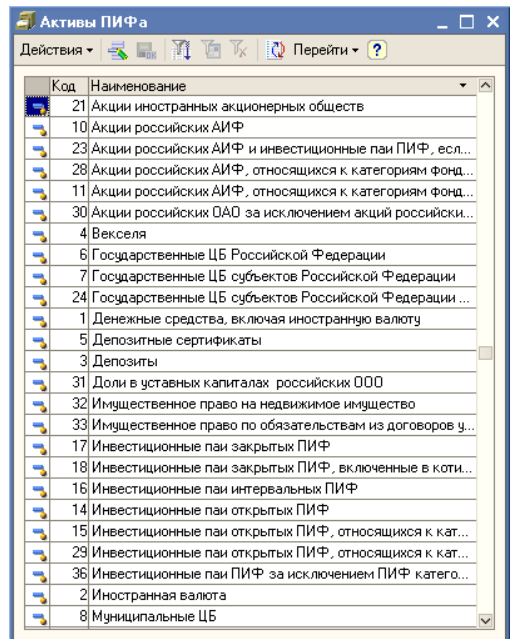 Активы ПИФа
Действия Перейти ?
Код Наименование
21 Акции иностранных акционерных обществ
10 Акции российских АИФ
23 Акции российских АИФ и инвестиционные паи ПИФ, есл...
28 Акции российских АИФ, относящихся к категориям фонд...
11 Акции российских АИФ, относящихся к категориям фонд...
30 Акции российских ОАО за исключением акций российски...
4 Векселя
6 Государственные ЦБ Российской Федерации
7 Государственные ЦБ субъектов Российской Федерации
24 Государственные ЦБ субъектов Российской Федерации ...
1 Денежные средства, включая иностранную валюту
5 Депозитные сертификаты
3 Депозиты
31 Доли в уставных капиталах российских ООО
32 Имущественное право на недвижимое имущество
33 Имущественное право по обязательствам из договоров у...
17 Инвестиционные паи закрытых ПИФ
18 Инвестиционные паи закрытых ПИФ, включенные в коти...
16 Инвестиционные паи интервальных ПИФ
14 Инвестиционные паи открытых ПИФ
15 Инвестиционные паи открытых ПИФ, относящихся к кат...
29 Инвестиционные паи открытых ПИФ, относящихся к кат...
36 Инвестиционные паи ПИФ за исключением ПИФ катего...
2 Иностранная валюта
8 Муниципальные ЦБ